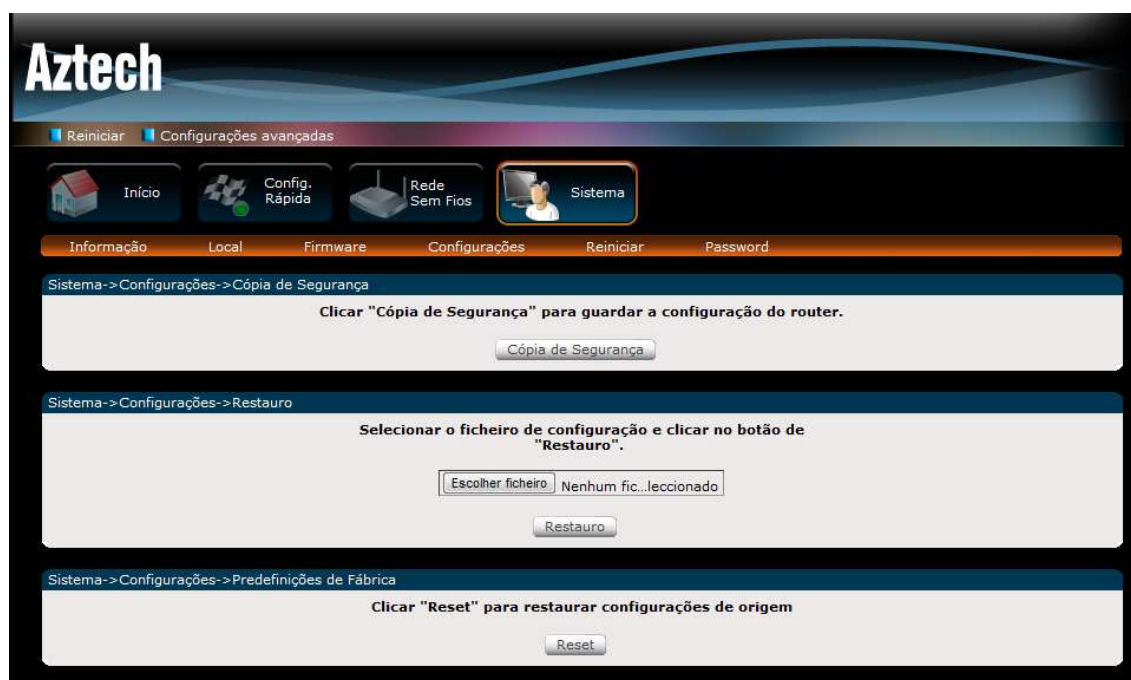 Aztech
Reiniciar Configurações avançadas
Início
Config.
Rápida
Rede
Sem Fios
Sistema
Informação Local Firmware Configurações Reiniciar Password
Sistema->Configurações->Cópia de Segurança
Clicar "Cópia de Segurança" para guardar a configuração do router.
Cópia de Segurança
Sistema->Configurações->Restauro
Selecionar o ficheiro de configuração e clicar no botão de
"Restauro".
Escolher ficheiro Nenhum fic...leccionado
Restauro
Sistema->Configurações->Predefinições de Fábrica
Clicar "Reset" para restaurar configurações de origem
Reset